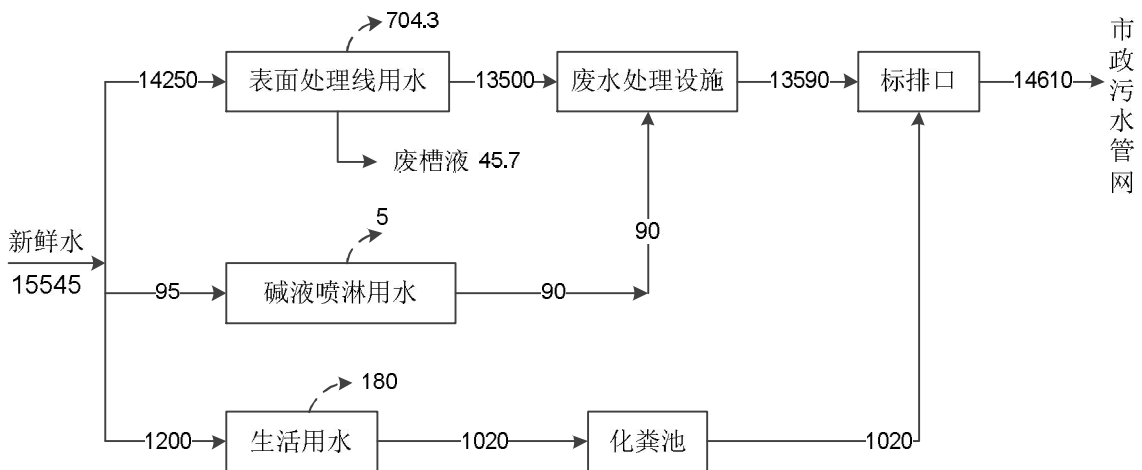 704.3
14250
表面处理线用水
13500
废水处理设施
13590
标排口
14610
市政污水管网
废槽液 45.7
5
90
新鲜水
15545
95
碱液喷淋用水
90
180
1200
生活用水
1020
化粪池
1020